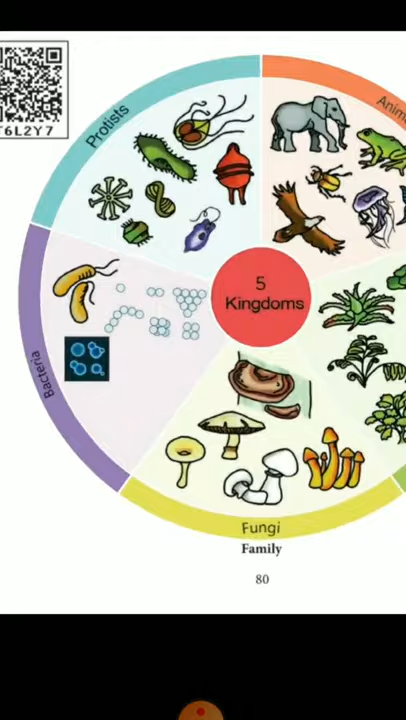 T6L2Y7
Protists
Anim
5
Kingdoms
Bacteria
Fungi
Family
80